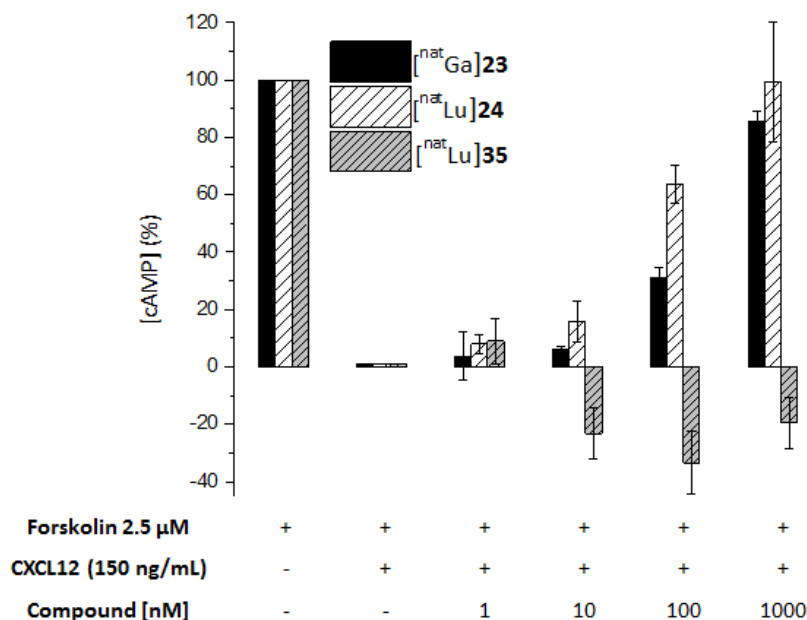 120
100
80
60
40
20
0
-20
-40
[cAMP] (%)
[natGa]23
[natLu]24
[natLu]35
Forskolin 2.5 µM + + + + + +
CXCL12 (150 ng/mL) - + + + + +
Compound [nM] - - 1 10 100 1000